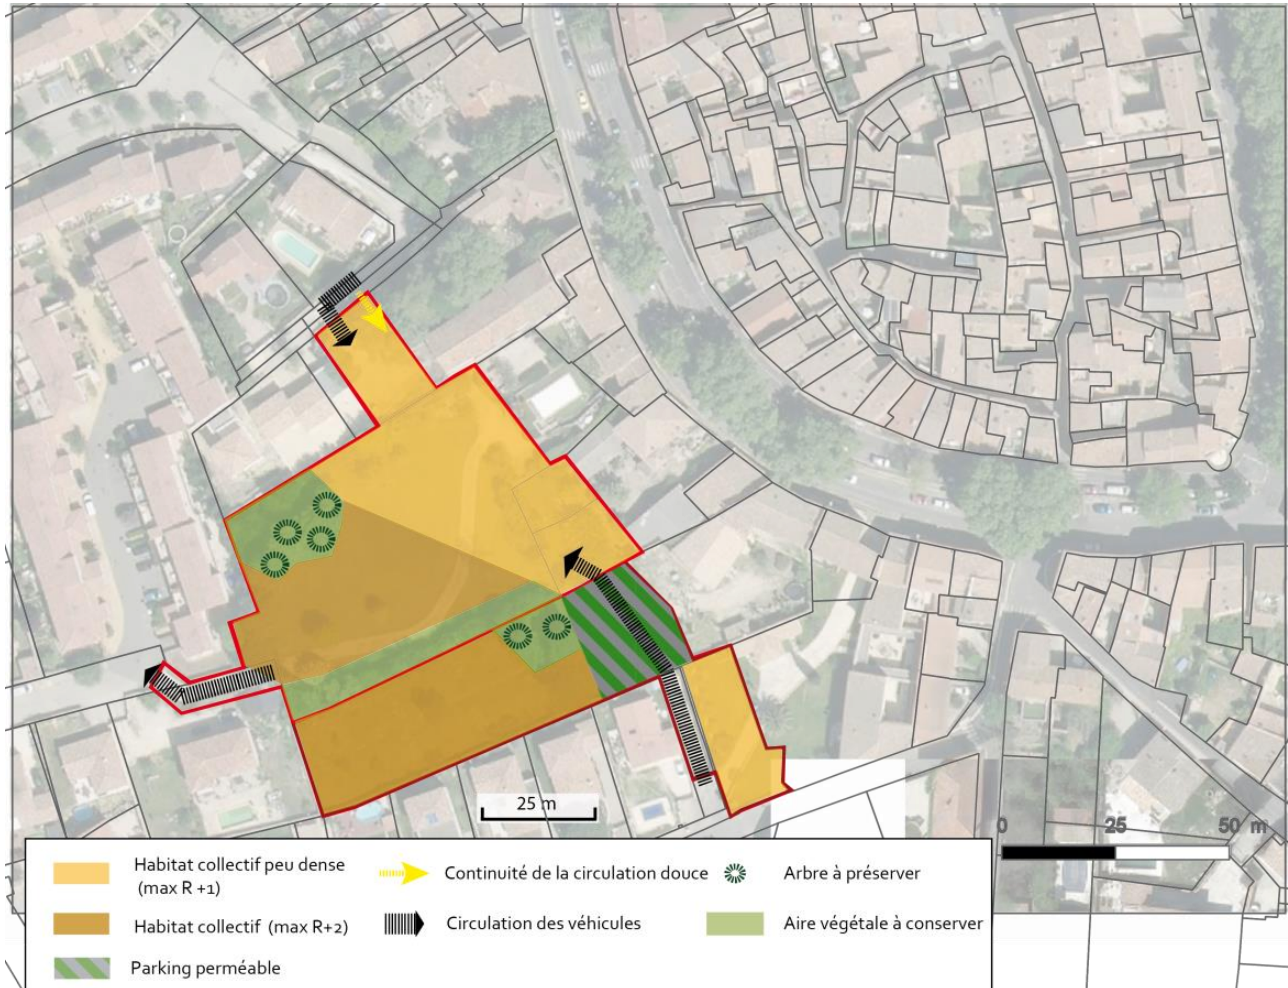 25 m
0 25 50 m
Habitat collectif peu dense
(max R +1)
Continuité de la circulation douce
Arbre à préserver
Habitat collectif (max R+2)
Circulation des véhicules
Aire végétale à conserver
Parking perméable